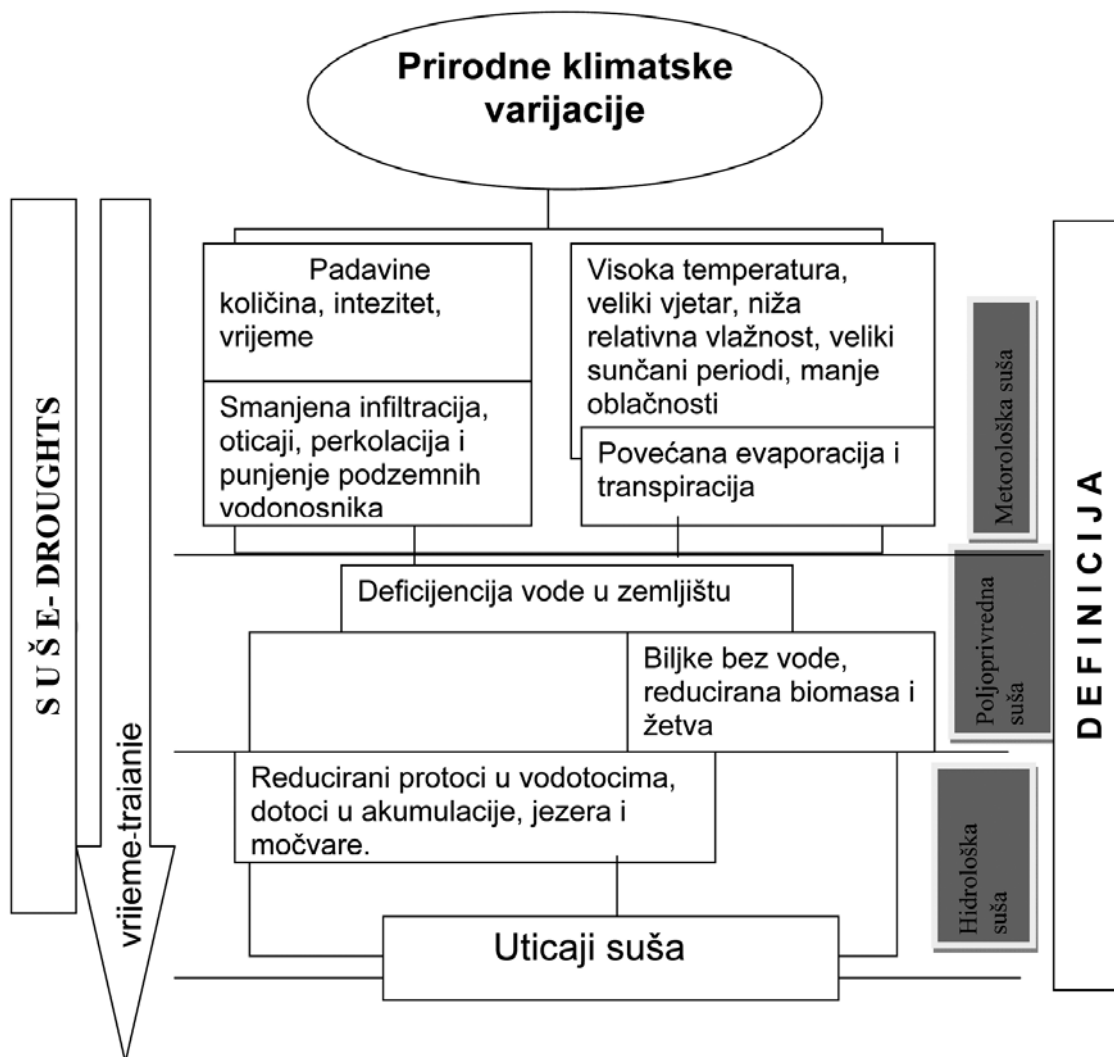 Prirodne klimatske
varijacije
S U Š E - DROUGHTS
vrijeme-trajanje
Padavine
količina, intezitet,
vrijeme
Smanjena infiltracija,
oticaji, perkolacija i
punjenje podzemnih
vodonosnika
Visoka temperatura,
veliki vjetar, niža
relativna vlažnost, veliki
sunčani periodi, manje
oblačnosti
Povećana evaporacija i
transpiracija
Deficijencija vode u zemljištu
Biljke bez vode,
reducirana biomasa i
žetva
Reducirani protoci u vodotocima,
dotoci u akumulacije, jezera i
močvare.
Uticaji suša
Metorološka suša
Poljoprivredna
suša
Hidrološka
suša
D E F I N I C I J A